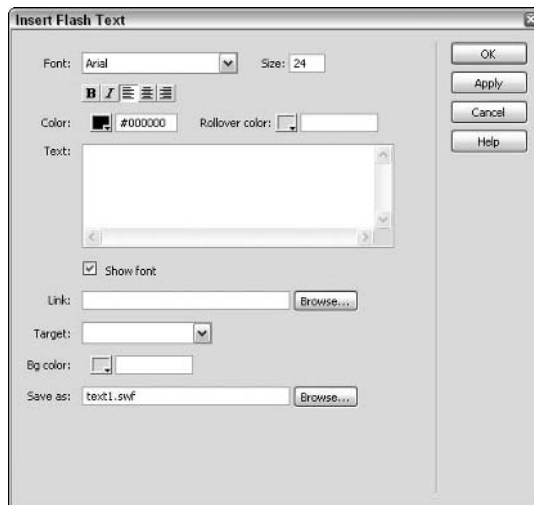 Insert Flash Text
Font: Arial Size: 24
B I
Color: #000000 Rollover color:
Text:
Show font
Link: Browse...
Target:
Bg color:
Save as: text1.swf Browse...
OK
Apply
Cancel
Help